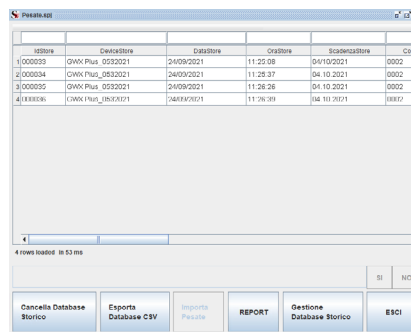 Pesate.spj
IdStore DeviceStore DataStore OraStore ScadenzaStore Co
1 000033 GWX Plus_0532021 24/09/2021 11:25:08 04/10/2021 0002
2 000034 GWX Plus_0532021 24/09/2021 11:25:37 04.10.2021 0002
3 000035 GWX Plus_0532021 24/09/2021 11:26:26 04.10.2021 0002
4 000036 GWX Plus_0532021 24/09/2021 11:26:39 04.10.2021 0002
4 rows loaded in 53 ms
SI NO
Cancella Database Storico
Esporta Database CSV
Importa Pesate
REPORT
Gestione Database Storico
ESCI